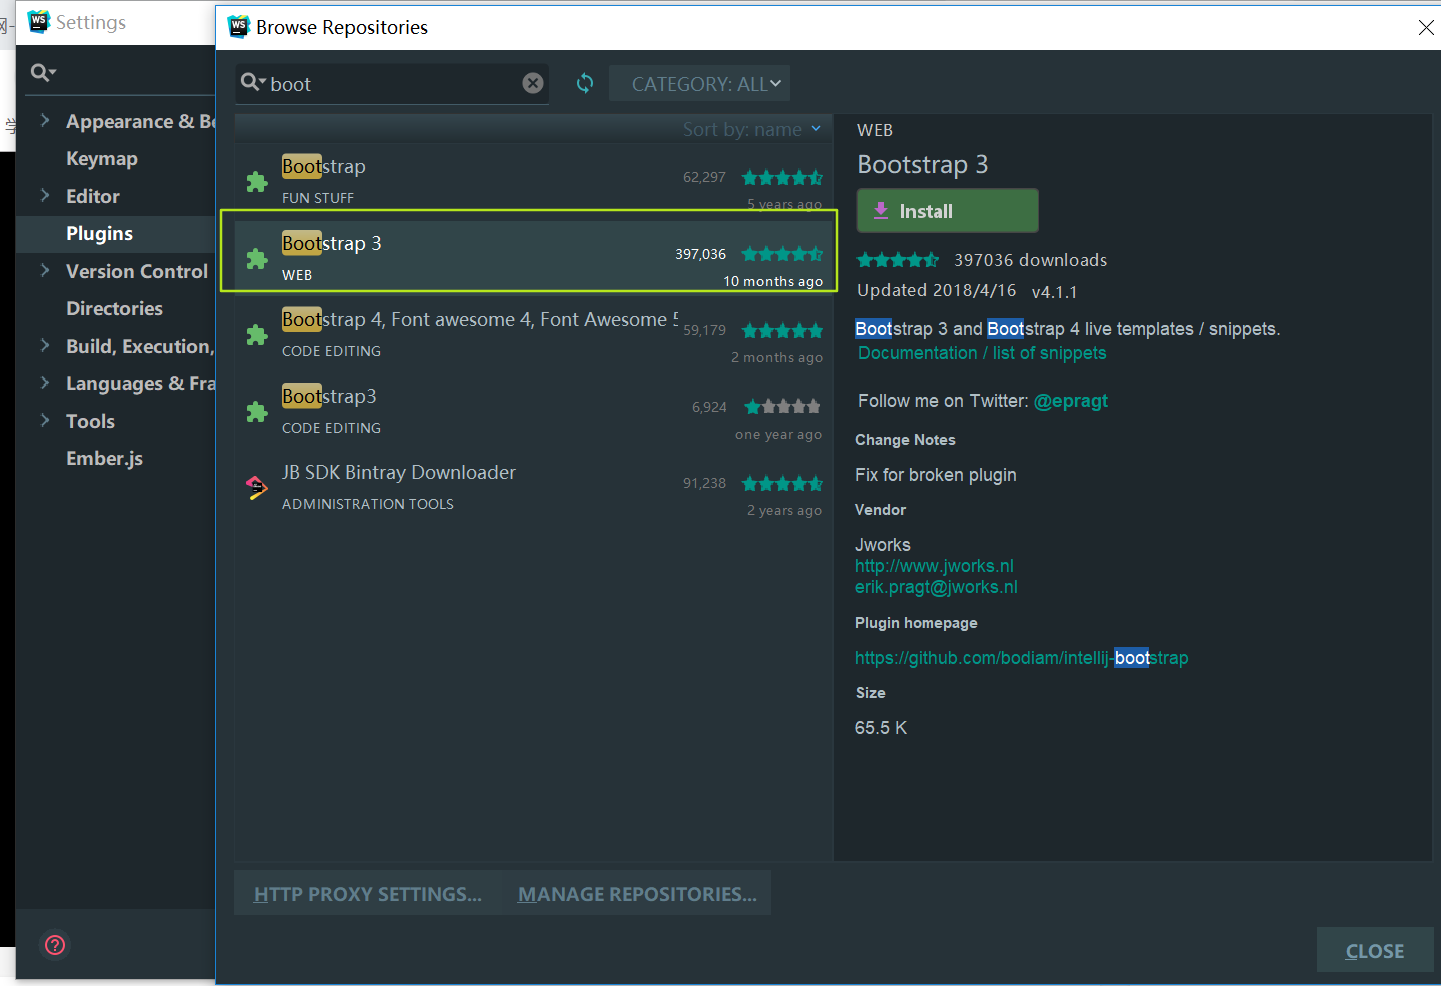 WS Settings
WS Browse Repositories
boot
CATEGORY: ALL
Sort by: name
Appearance & Be
Keymap
Editor
Plugins
Version Control
Directories
Build, Execution,
Languages & Fra
Tools
Ember.js
Bootstrap 62,297
FUN STUFF 5 years ago
Bootstrap 3 397,036
WEB 10 months ago
Bootstrap 4, Font awesome 4, Font Awesome 5 59,179
CODE EDITING 2 months ago
Bootstrap3 6,924
CODE EDITING one year ago
JB SDK Bintray Downloader 91,238
ADMINISTRATION TOOLS 2 years ago
WEB
Bootstrap 3
Install
397036 downloads
Updated 2018/4/16 v4.1.1
Bootstrap 3 and Bootstrap 4 live templates / snippets.
Documentation / list of snippets
Follow me on Twitter: @epragt
Change Notes
Fix for broken plugin
Vendor
Jworks
http://www.jworks.nl
erik.pragt@jworks.nl
Plugin homepage
https://github.com/bodiam/intellij-bootstrap
Size
65.5 K
HTTP PROXY SETTINGS... MANAGE REPOSITORIES...
?
CLOSE